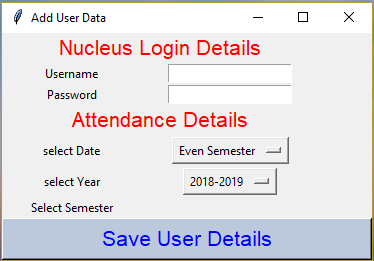 Add User Data
Nucleus Login Details
Username
Password
Attendance Details
select Date Even Semester
select Year 2018-2019
Select Semester
Save User Details